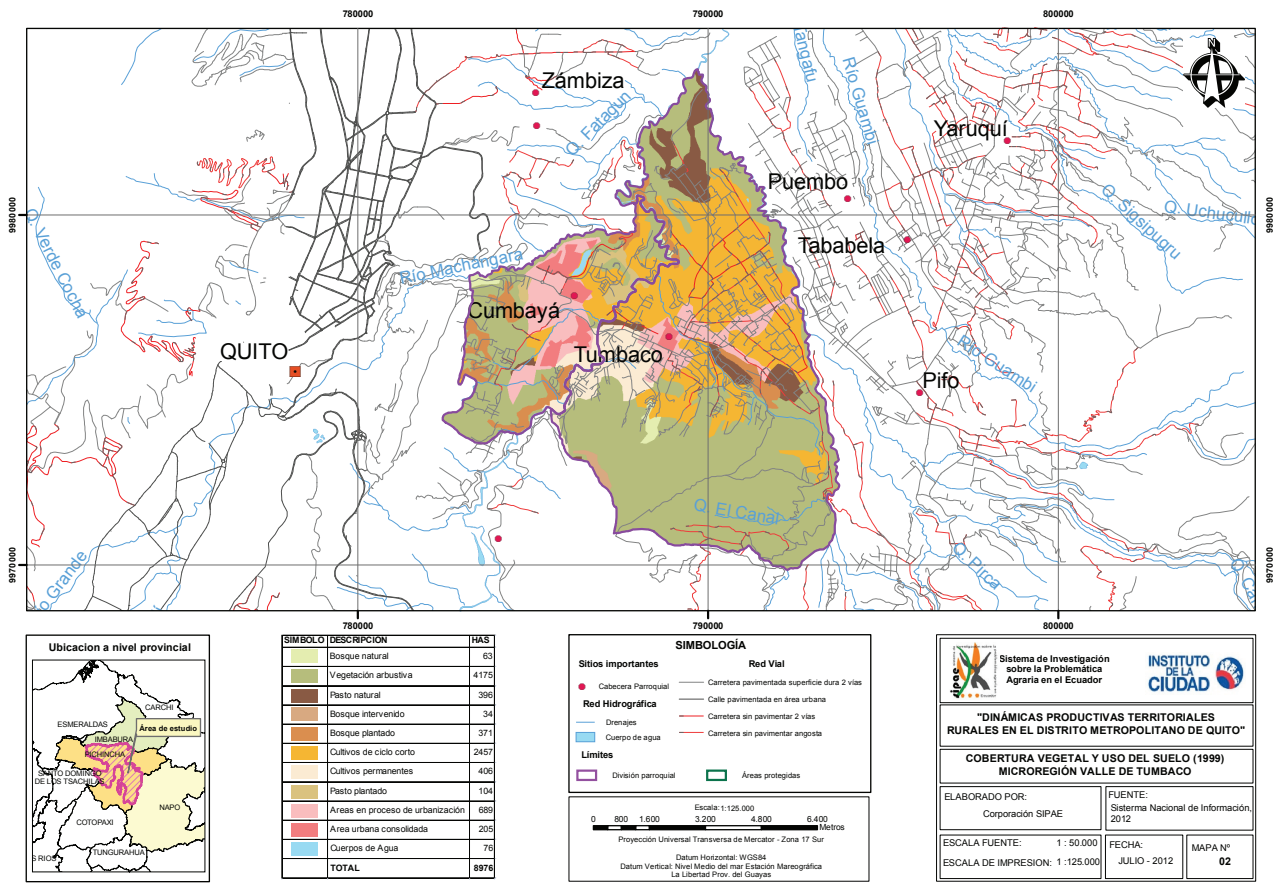 780000
790000
800000
9980000
9970000
Zámbiza
Q. Fatagun
Río Guambi
Yaruquí
Puembo
Tababela
Q. Sigsipugru
Q. Uchugullo
Q. Verde Cocha
Río Machangara
Cumbayá
QUITO
Tumbaco
Río Guambi
Pifo
Q. El Canal
Q. Pirca
o Grande
9980000
9970000
780000
790000
800000
Ubicacion a nivel provincial
CARCHI
ESMERALDAS
Área de estudio
IMBABURA
PICHINCHA
SANTO DOMINGO
DE LOS TSACHILAS
NAPO
COTOPAXI
S RIOS
TUNGURAHUA
SIMBOLO DESCRIPCION HAS
Bosque natural 63
Vegetación arbustiva 4175
Pasto natural 396
Bosque intervenido 34
Bosque plantado 371
Cultivos de ciclo corto 2457
Cultivos permanentes 406
Pasto plantado 104
Areas en proceso de urbanización 689
Area urbana consolidada 205
Cuerpos de Agua 76
TOTAL 8976
SIMBOLOGÍA
Sitios importantes
Cabecera Parroquial
Red Hidrográfica
Drenajes
Cuerpo de agua
Red Vial
Carretera pavimentada superficie dura 2 vías
Calle pavimentada en área urbana
Carretera sin pavimentar 2 vías
Carretera sin pavimentar angosta
Límites
División parroquial
Áreas protegidas
Escala: 1:125.000
0 800 1.600 3.200 4.800 6.400
Metros
Proyección Universal Transversa de Mercator - Zona 17 Sur
Datum Horizontal: WGS84
Datum Vertical: Nivel Medio del mar Estación Mareográfica
La Libertad Prov. del Guayas
sipae
Sistema de Investigación
sobre la Problemática
Agraria en el Ecuador
INSTITUTO
DE LA
CIUDAD
"DINÁMICAS PRODUCTIVAS TERRITORIALES
RURALES EN EL DISTRITO METROPOLITANO DE QUITO"
COBERTURA VEGETAL Y USO DEL SUELO (1999)
MICROREGIÓN VALLE DE TUMBACO
ELABORADO POR:
Corporación SIPAE
FUENTE:
Sisterma Nacional de Información,
2012
ESCALA FUENTE: 1 : 50.000
ESCALA DE IMPRESION: 1 :125.000
FECHA:
JULIO - 2012
MAPA Nº
02